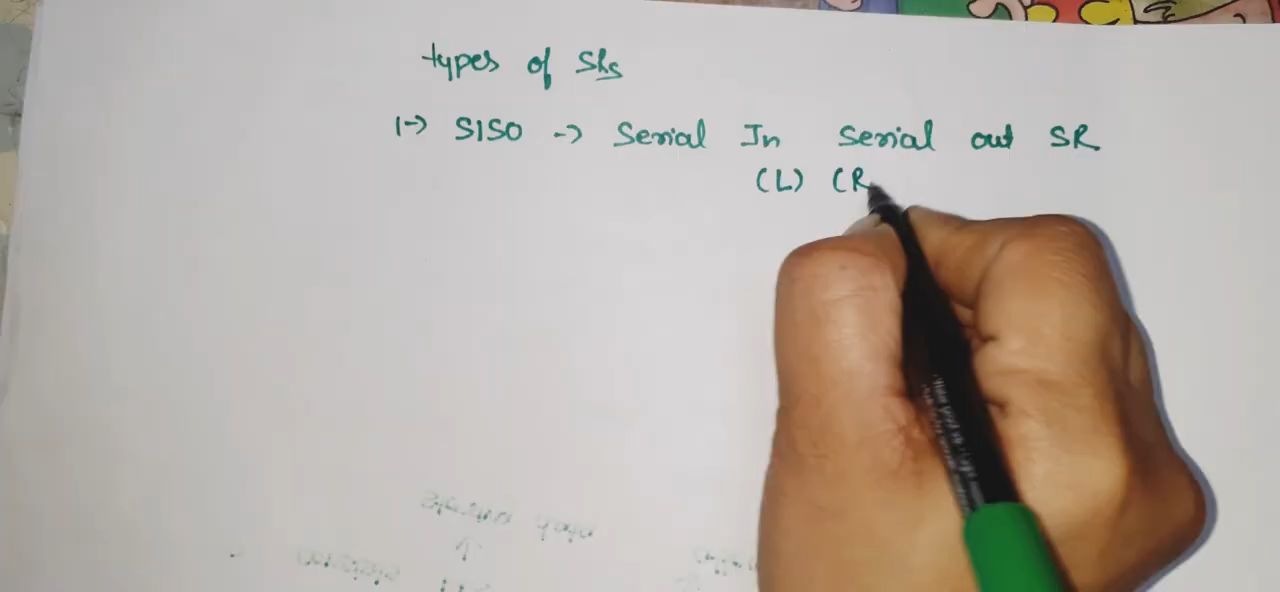 types of SRs
1-> SISO -> Serial In Serial out SR
(L) (R